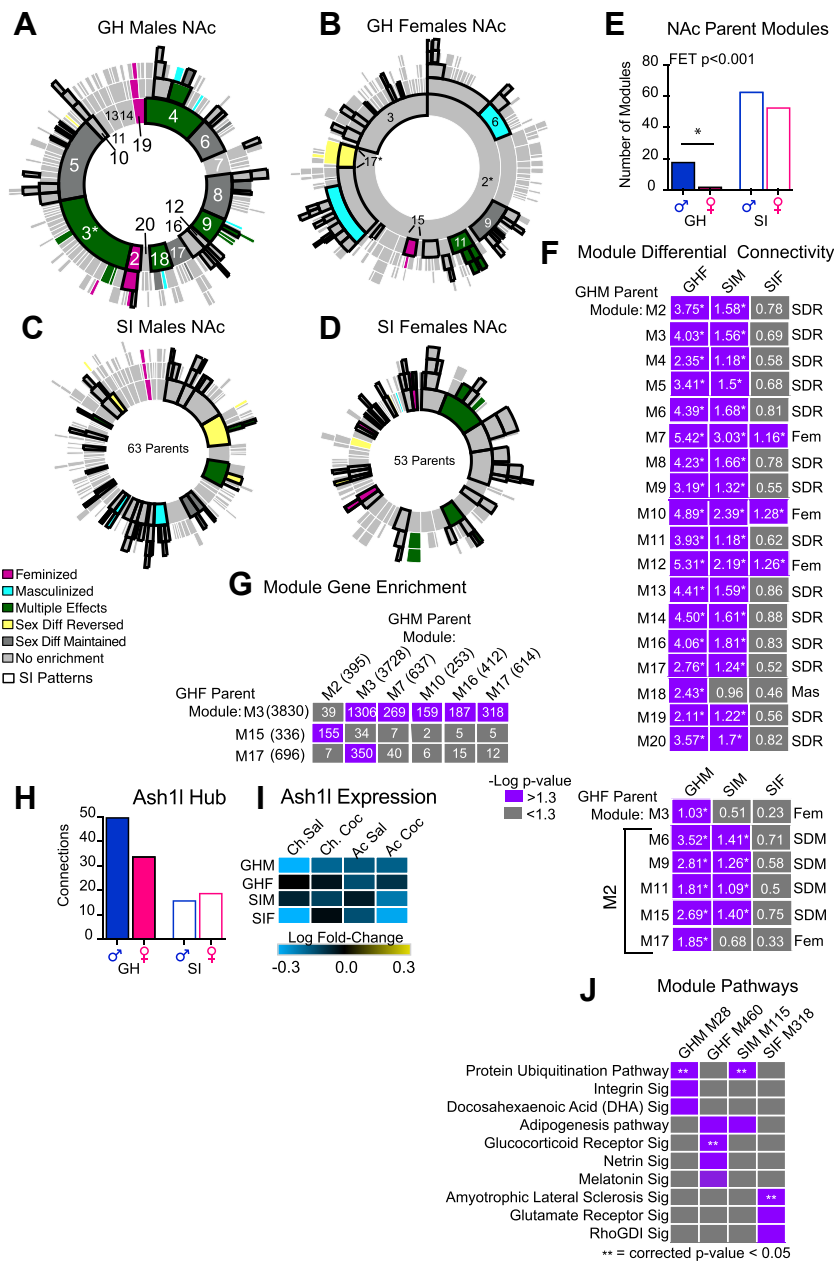 A
GH Males NAc
13 14
4
6
7
8
9
12
16
17
18
20
2
3*
5
11
10
19
B
GH Females NAc
3
6
17*
2*
15
9
11
C
SI Males NAc
63 Parents
D
SI Females NAc
53 Parents
Feminized
Masculinized
Multiple Effects
Sex Diff Reversed
Sex Diff Maintained
No enrichment
SI Patterns
E
NAc Parent Modules
FET p<0.001
Number of Modules
80
60
40
20
0
*
♂ ♀ ♂ ♀
GH SI
F
Module Differential Connectivity
GHF SIM SIF
GHM Parent
Module: M2 3.75* 1.58* 0.78 SDR
M3 4.03* 1.56* 0.69 SDR
M4 2.35* 1.18* 0.58 SDR
M5 3.41* 1.5* 0.68 SDR
M6 4.39* 1.68* 0.81 SDR
M7 5.42* 3.03* 1.16* Fem
M8 4.23* 1.66* 0.78 SDR
M9 3.19* 1.32* 0.55 SDR
M10 4.89* 2.39* 1.28* Fem
M11 3.93* 1.18* 0.62 SDR
M12 5.31* 2.19* 1.26* Fem
M13 4.41* 1.59* 0.86 SDR
M14 4.50* 1.61* 0.88 SDR
M16 4.06* 1.81* 0.83 SDR
M17 2.76* 1.24* 0.52 SDR
M18 2.43* 0.96 0.46 Mas
M19 2.11* 1.22* 0.56 SDR
M20 3.57* 1.7* 0.82 SDR
GHM SIM SIF
GHF Parent
Module: M3 1.03* 0.51 0.23 Fem
M6 3.52* 1.41* 0.71 SDM
M9 2.81* 1.26* 0.58 SDM
M11 1.81* 1.09* 0.5 SDM
M15 2.69* 1.40* 0.75 SDM
M17 1.85* 0.68 0.33 Fem
M2
G
Module Gene Enrichment
GHM Parent
Module:
M2 (395) M3 (3728) M7 (637) M10 (253) M16 (412) M17 (614)
GHF Parent
Module: M3 (3830) 39 1306 269 159 187 318
M15 (336) 155 34 7 2 5 5
M17 (696) 7 350 40 6 15 12
-Log p-value
>1.3
<1.3
H
Ash1l Hub
Connections
50
40
30
20
10
0
♂ ♀ ♂ ♀
GH SI
I
Ash1l Expression
Ch.Sal Ch. Coc Ac Sal Ac Coc
GHM
GHF
SIM
SIF
Log Fold-Change
-0.3 0.0 0.3
J
Module Pathways
GHM M28 GHF M460 SIM M115 SIF M318
Protein Ubiquitination Pathway ** **
Integrin Sig
Docosahexaenoic Acid (DHA) Sig
Adipogenesis pathway
Glucocorticoid Receptor Sig **
Netrin Sig
Melatonin Sig
Amyotrophic Lateral Sclerosis Sig **
Glutamate Receptor Sig
RhoGDI Sig
** = corrected p-value < 0.05